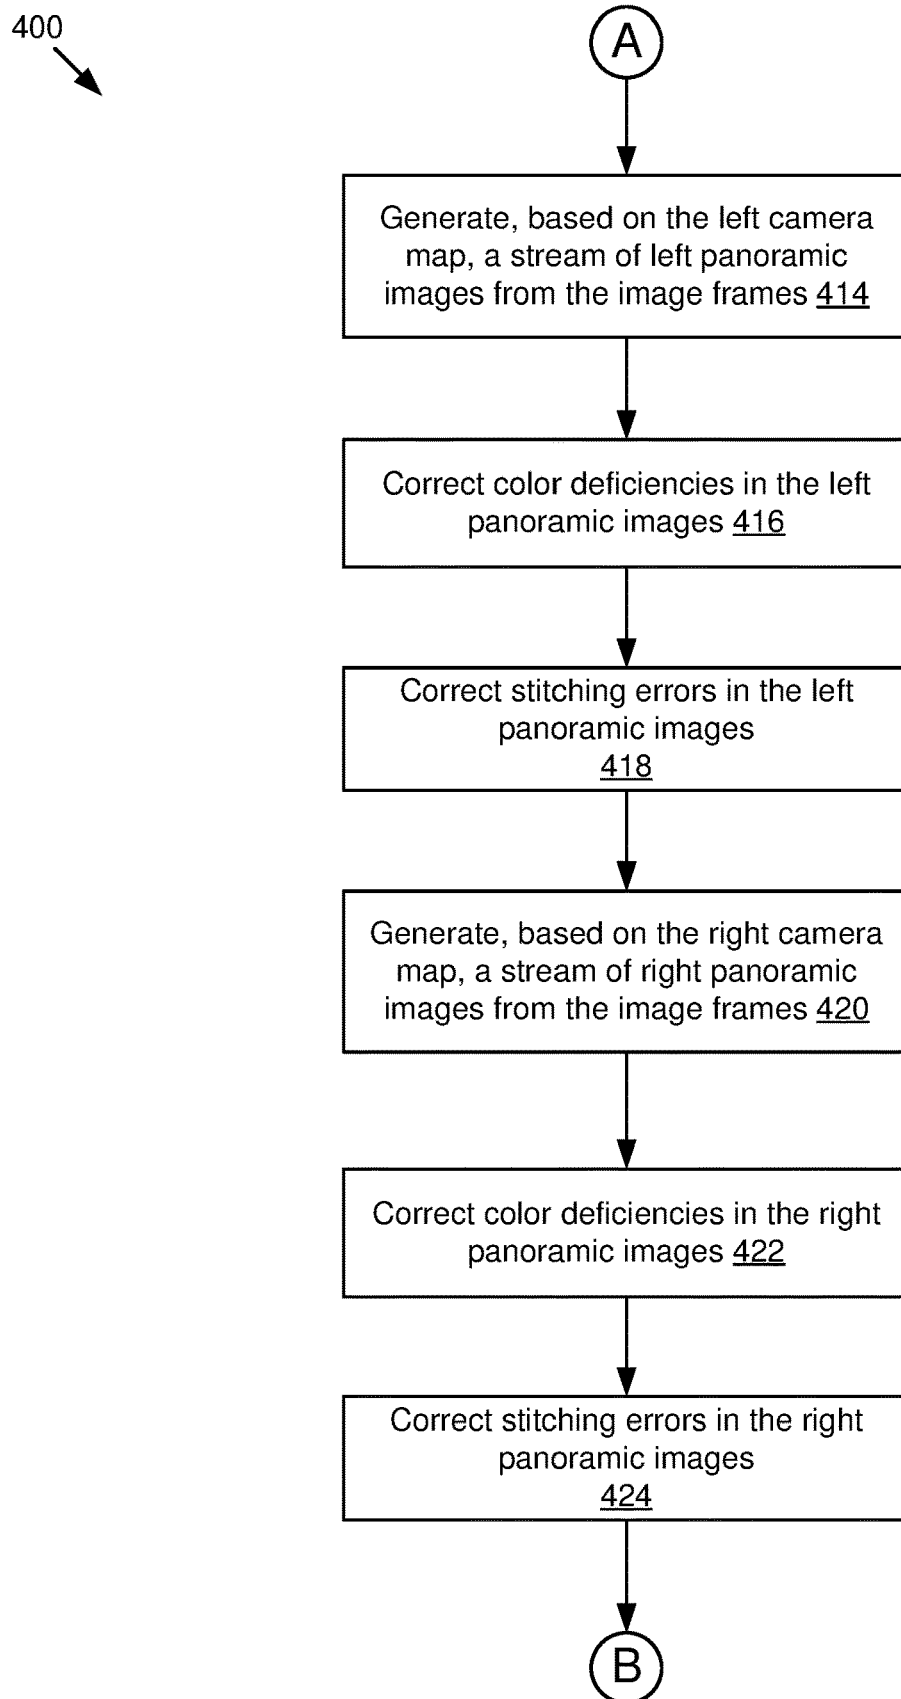 400
A
Generate, based on the left camera
map, a stream of left panoramic
images from the image frames 414
Correct color deficiencies in the left
panoramic images 416
Correct stitching errors in the left
panoramic images
418
Generate, based on the right camera
map, a stream of right panoramic
images from the image frames 420
Correct color deficiencies in the right
panoramic images 422
Correct stitching errors in the right
panoramic images
424
B